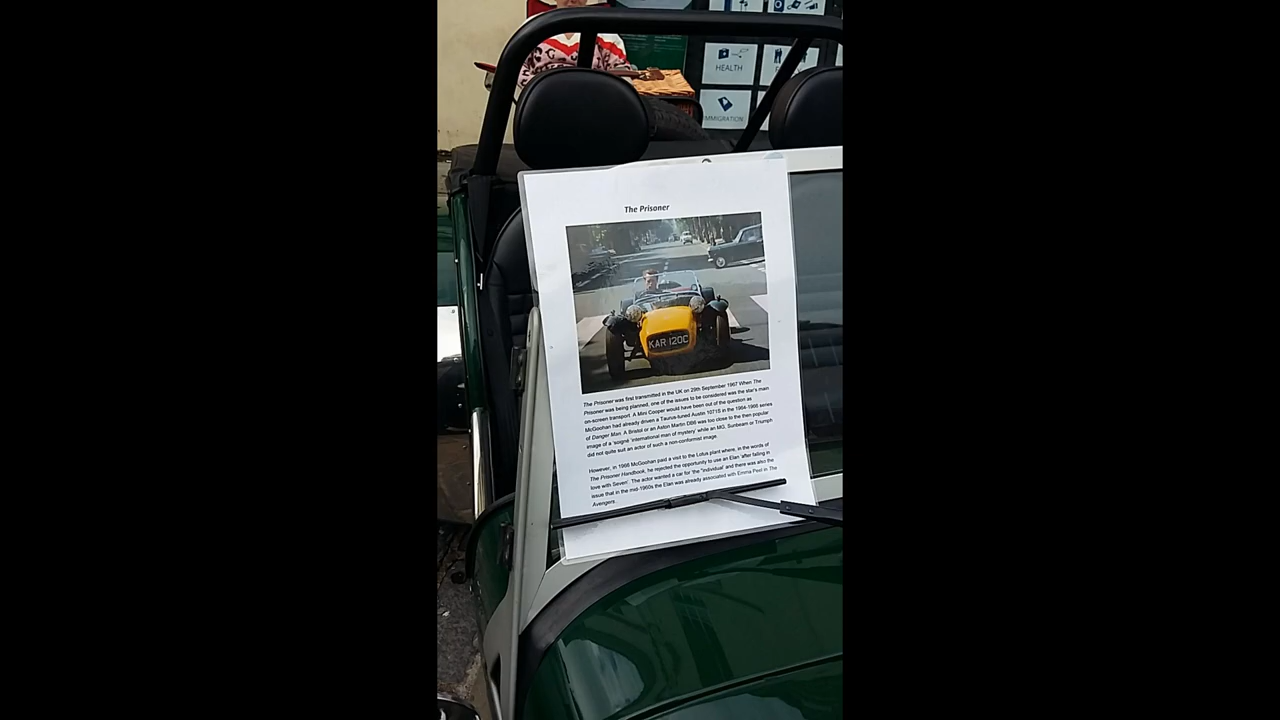 HEALTH
IMMIGRATION
The Prisoner
KAR 120C
The Prisoner was first transmitted in the UK on 29th September 1967 When The
Prisoner was being planned, one of the issues to be considered was the star's main
on-screen transport. A Mini Cooper would have been out of the question as
McGoohan had already driven a Taurus-tuned Austin 1071S in the 1964-1966 series
of Danger Man. A Bristol or an Aston Martin DB6 was too close to the then popular
image of a 'soigné 'international man of mystery' while an MG, Sunbeam or Triumph
did not quite suit an actor of such a non-conformist image.
However, in 1966 McGoohan paid a visit to the Lotus plant where, in the words of
The Prisoner Handbook, he rejected the opportunity to use an Elan 'after falling in
love with Seven'. The actor wanted a car for 'the "individual' and there was also the
issue that in the mid-1960s the Elan was already associated with Emma Peel in The
Avengers.